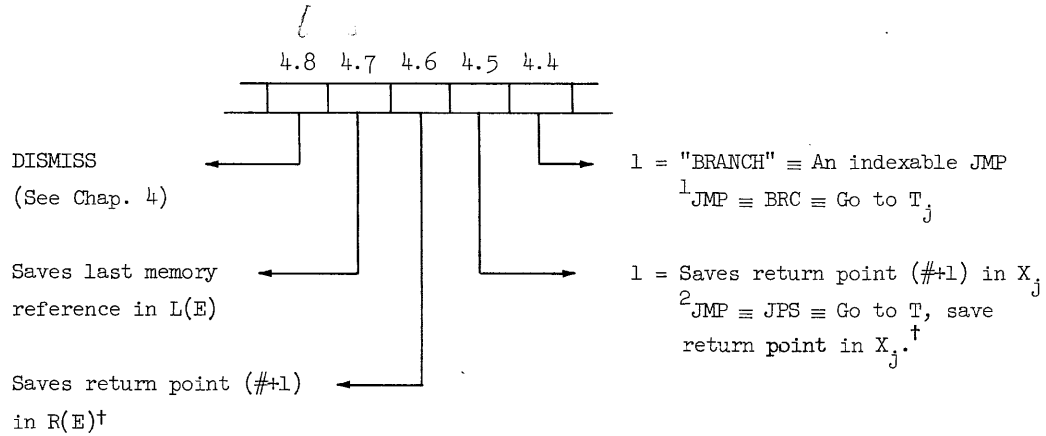 4.8 4.7 4.6 4.5 4.4
DISMISS
(See Chap. 4)
Saves last memory
reference in L(E)
Saves return point (#+1)
in R(E)†
1 = "BRANCH" ≡ An indexable JMP
¹JMP ≡ BRC ≡ Go to Tⱼ
1 = Saves return point (#+1) in Xⱼ
²JMP ≡ JPS ≡ Go to T, save
return point in Xⱼ.†